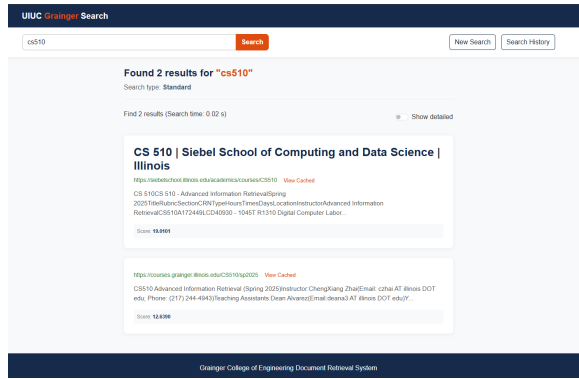 UIUC Grainger Search
cs510
Search
New Search
Search History
Found 2 results for "cs510"
Search type: Standard
Find 2 results (Search time: 0.02 s)
Show detailed
CS 510 | Siebel School of Computing and Data Science |
Illinois
https://siebelschool.illinois.edu/academics/courses/CS510 View Cached
CS 510CS 510 - Advanced Information RetrievalSpring
2025TitleRubricSectionCRNTypeHoursTimesDaysLocationInstructorAdvanced Information
RetrievalCS510A172449LCD40930 - 1045T R1310 Digital Computer Labor...
Score: 19.0101
https://courses.grainger.illinois.edu/CS510/sp2025 View Cached
CS510 Advanced Information Retrieval (Spring 2025)Instructor:ChengXiang Zhai(Email: czhai AT illinois DOT
edu, Phone: (217) 244-4943)Teaching Assistants:Dean Alvarez(Email deana3 AT illinois DOT edu)Y...
Score: 12.6390
Grainger College of Engineering Document Retrieval System